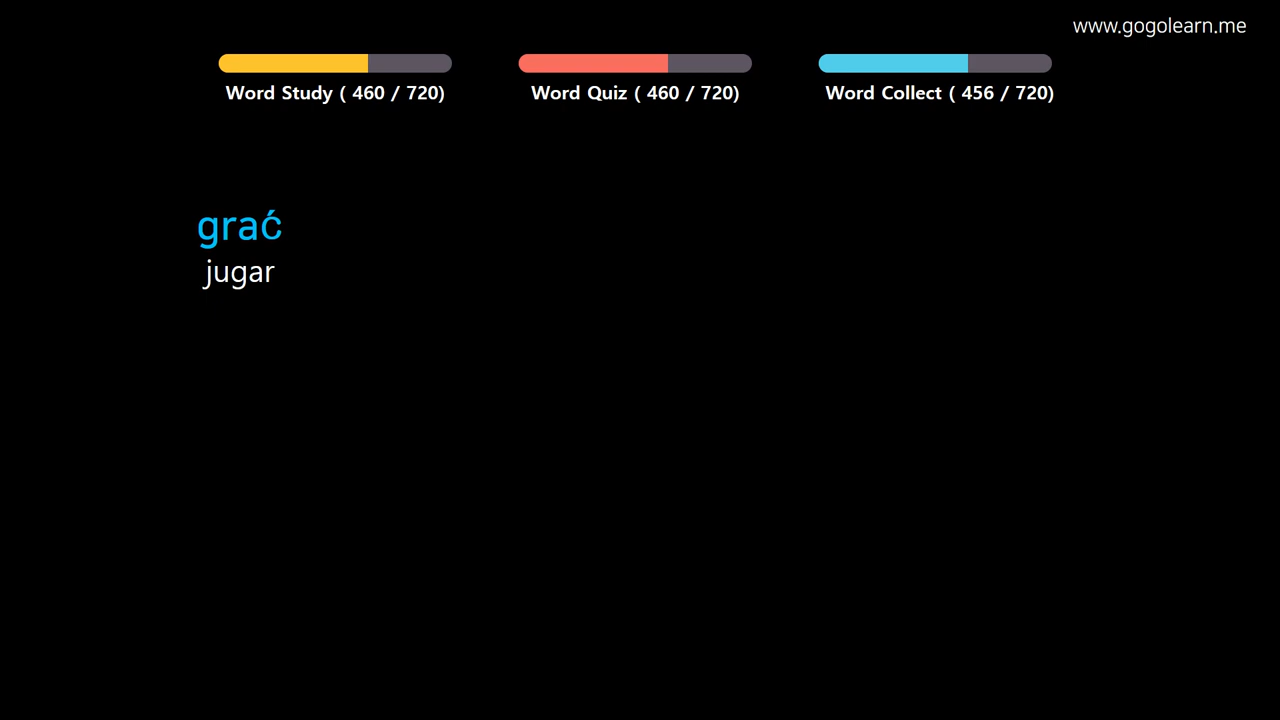 www.gogolearn.me
Word Study ( 460 / 720)
Word Quiz ( 460 / 720)
Word Collect ( 456 / 720)
grać
jugar